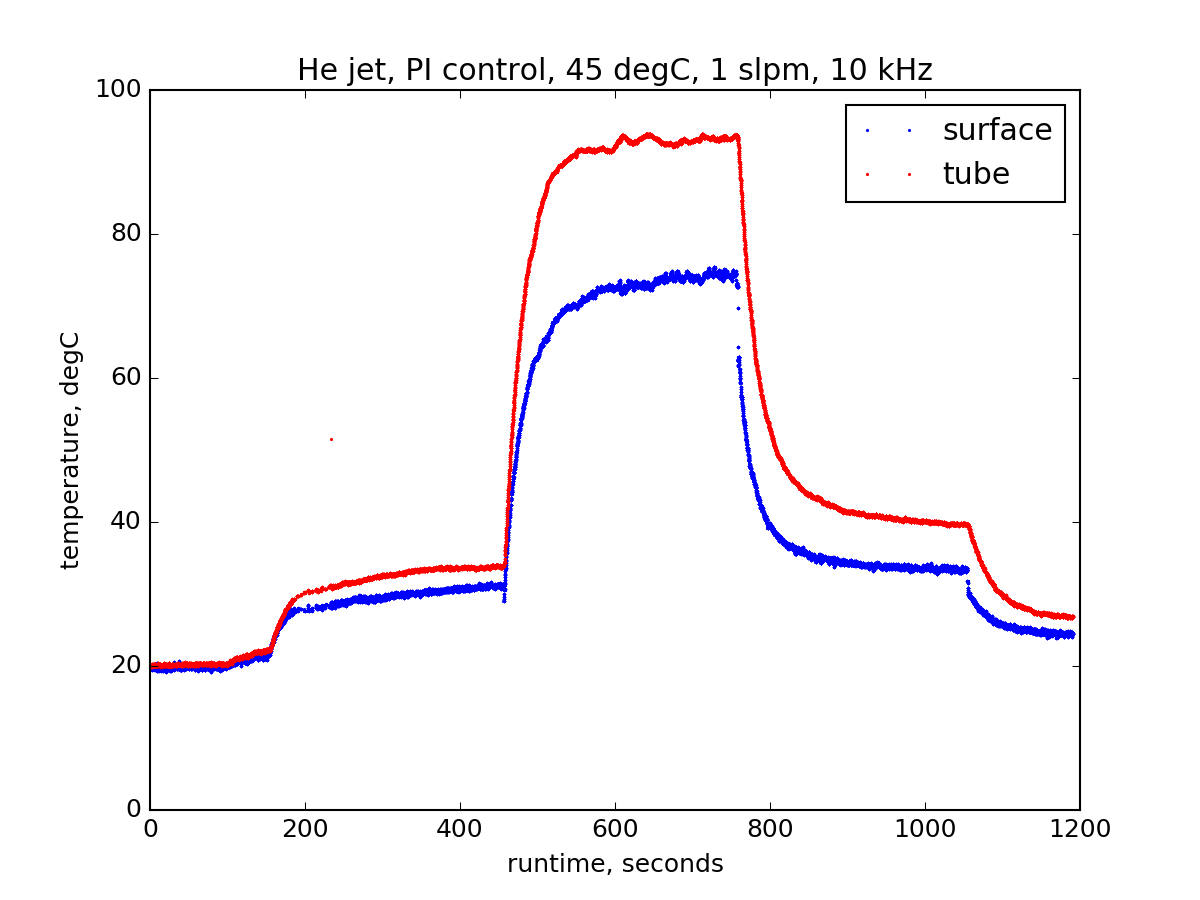 He jet, PI control, 45 degC, 1 slpm, 10 kHz
surface
tube
100
80
60
40
20
0
temperature, degC
0 200 400 600 800 1000 1200
runtime, seconds